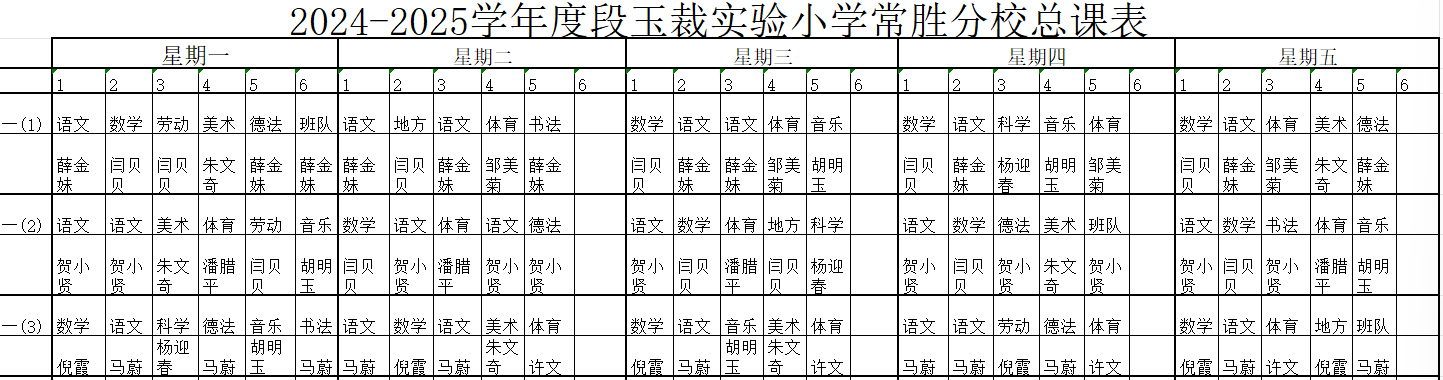 2024-2025学年度段玉裁实验小学常胜分校总课表
星期一 星期二 星期三 星期四 星期五
1 2 3 4 5 6 1 2 3 4 5 6 1 2 3 4 5 6 1 2 3 4 5 6 1 2 3 4 5 6
一(1) 语文 数学 劳动 美术 德法 班队 语文 地方 语文 体育 书法 数学 语文 语文 体育 音乐 数学 语文 科学 音乐 体育 数学 语文 体育 美术 德法
薛金妹 闫贝贝 闫贝贝 朱文奇 薛金妹 薛金妹 薛金妹 闫贝贝 薛金妹 邹美菊 薛金妹 闫贝贝 薛金妹 薛金妹 邹美菊 胡明玉 闫贝贝 薛金妹 杨迎春 胡明玉 邹美菊 闫贝贝 薛金妹 邹美菊 朱文奇 薛金妹
一(2) 语文 语文 美术 体育 劳动 音乐 数学 语文 体育 语文 德法 语文 数学 体育 地方 科学 语文 数学 德法 美术 班队 语文 数学 书法 体育 音乐
贺小贤 贺小贤 朱文奇 潘腊平 闫贝贝 胡明玉 闫贝贝 贺小贤 潘腊平 贺小贤 贺小贤 贺小贤 闫贝贝 潘腊平 闫贝贝 杨迎春 贺小贤 闫贝贝 贺小贤 朱文奇 贺小贤 贺小贤 闫贝贝 贺小贤 潘腊平 胡明玉
一(3) 数学 语文 科学 德法 音乐 书法 语文 数学 语文 美术 体育 数学 语文 音乐 美术 体育 语文 语文 劳动 德法 体育 数学 语文 体育 地方 班队
倪霞 马蔚 杨迎春 马蔚 胡明玉 马蔚 马蔚 倪霞 马蔚 朱文奇 许文 倪霞 马蔚 胡明玉 朱文奇 许文 马蔚 马蔚 倪霞 马蔚 许文 倪霞 马蔚 许文 倪霞 马蔚